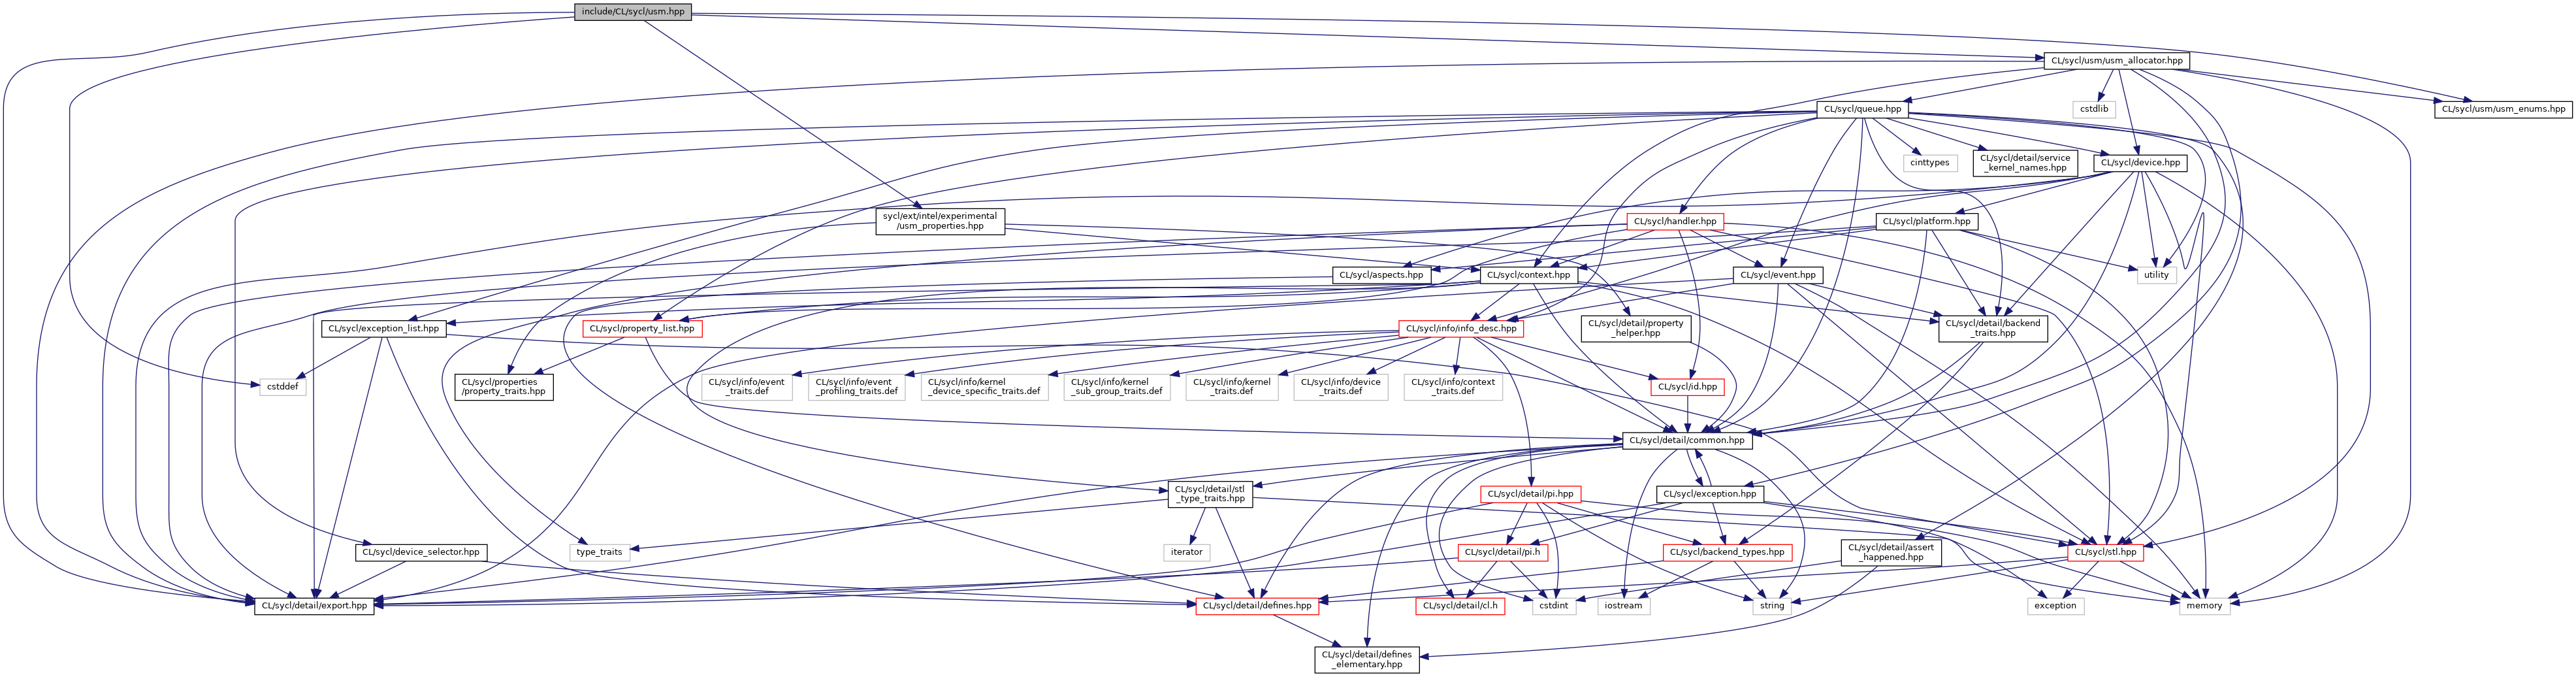 include/CL/sycl/usm.hpp
CL/sycl/usm/usm_allocator.hpp
CL/sycl/queue.hpp
cstdlib
CL/sycl/usm/usm_enums.hpp
cinttypes
CL/sycl/detail/service
_kernel_names.hpp
CL/sycl/device.hpp
sycl/ext/intel/experimental
/usm_properties.hpp
CL/sycl/handler.hpp
CL/sycl/platform.hpp
CL/sycl/aspects.hpp
CL/sycl/context.hpp
CL/sycl/event.hpp
utility
CL/sycl/exception_list.hpp
CL/sycl/property_list.hpp
CL/sycl/info/info_desc.hpp
CL/sycl/detail/property
_helper.hpp
CL/sycl/detail/backend
_traits.hpp
cstddef
CL/sycl/properties
/property_traits.hpp
CL/sycl/info/event
_traits.def
CL/sycl/info/event
_profiling_traits.def
CL/sycl/info/kernel
_device_specific_traits.def
CL/sycl/info/kernel
_sub_group_traits.def
CL/sycl/info/kernel
_traits.def
CL/sycl/info/device
_traits.def
CL/sycl/info/context
_traits.def
CL/sycl/id.hpp
CL/sycl/detail/common.hpp
CL/sycl/detail/stl
_type_traits.hpp
CL/sycl/detail/pi.hpp
CL/sycl/exception.hpp
CL/sycl/device_selector.hpp
type_traits
iterator
CL/sycl/detail/pi.h
CL/sycl/backend_types.hpp
CL/sycl/detail/assert
_happened.hpp
CL/sycl/stl.hpp
CL/sycl/detail/export.hpp
CL/sycl/detail/defines.hpp
CL/sycl/detail/cl.h
cstdint
iostream
string
exception
memory
CL/sycl/detail/defines
_elementary.hpp